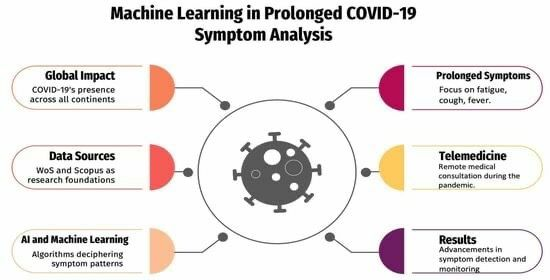 Machine Learning in Prolonged COVID-19
Symptom Analysis
Global Impact
COVID-19's presence
across all continents
Data Sources
WoS and Scopus as
research foundations
AI and Machine Learning
Algorithms deciphering
symptom patterns
Prolonged Symptoms
Focus on fatigue,
cough, fever.
Telemedicine
Remote medical
consultation during the
pandemic.
Results
Advancements in
symptom detection and
monitoring